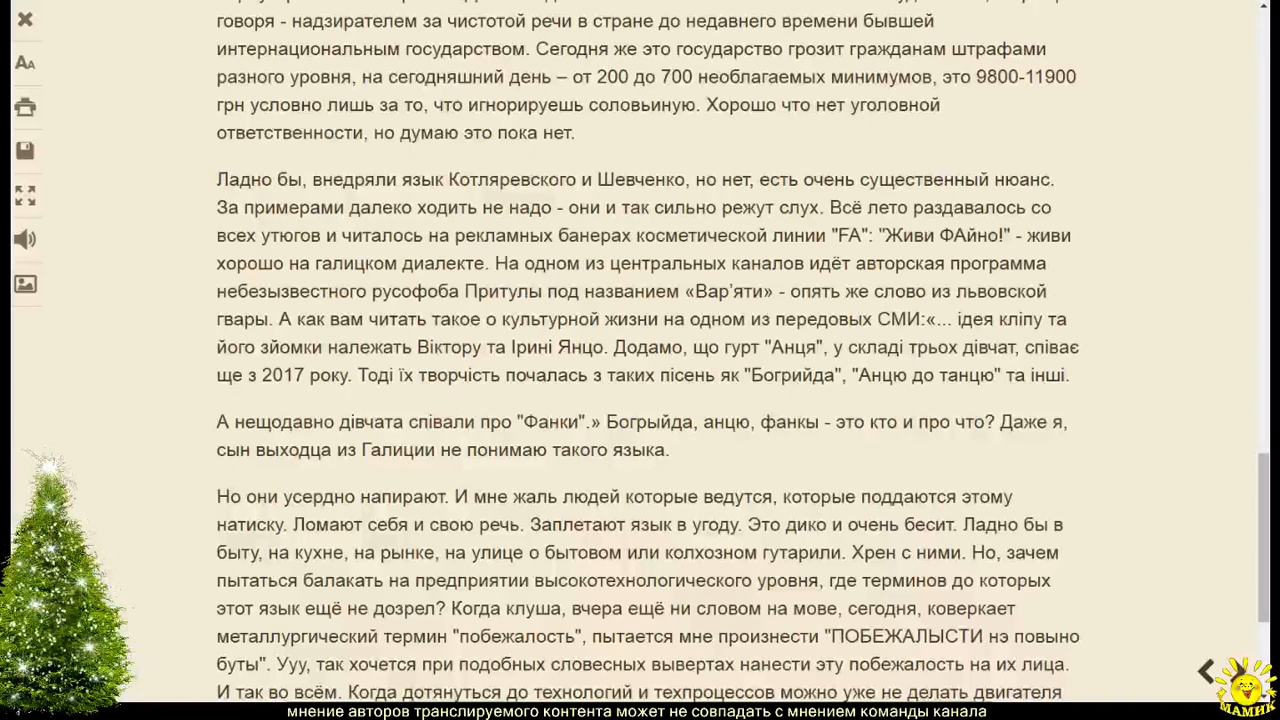 говоря - надзирателем за чистотой речи в стране до недавнего времени бывшей
интернациональным государством. Сегодня же это государство грозит гражданам штрафами
разного уровня, на сегодняшний день – от 200 до 700 необлагаемых минимумов, это 9800-11900
грн условно лишь за то, что игнорируешь соловьиную. Хорошо что нет уголовной
ответственности, но думаю это пока нет.
Ладно бы, внедряли язык Котляревского и Шевченко, но нет, есть очень существенный нюанс.
За примерами далеко ходить не надо - они и так сильно режут слух. Всё лето раздавалось со
всех утюгов и читалось на рекламных банерах косметической линии "FA": "Живи ФАйно!" - живи
хорошо на галицком диалекте. На одном из центральных каналов идёт авторская программа
небезызвестного русофоба Притулы под названием «Вар’яти» - опять же слово из львовской
гвары. А как вам читать такое о культурной жизни на одном из передовых СМИ:«... ідея кліпу та
його зйомки належать Віктору та Ірині Янцо. Додамо, що гурт "Анця", у складі трьох дівчат, співає
ще з 2017 року. Тоді їх творчість почалась з таких пісень як "Богрийда", "Анцю до танцю" та інші.
А нещодавно дівчата співали про "Фанки".» Богрыйда, анцю, фанкы - это кто и про что? Даже я,
сын выходца из Галиции не понимаю такого языка.
Но они усердно напирают. И мне жаль людей которые ведутся, которые поддаются этому
натиску. Ломают себя и свою речь. Заплетают язык в угоду. Это дико и очень бесит. Ладно бы в
быту, на кухне, на рынке, на улице о бытовом или колхозном гутарили. Хрен с ними. Но, зачем
пытаться балакать на предприятии высокотехнологического уровня, где терминов до которых
этот язык ещё не дозрел? Когда клуша, вчера ещё ни словом на мове, сегодня, коверкает
металлургический термин "побежалость", пытается мне произнести "ПОБЕЖАЛЫСТИ нэ повыно
буты". Ууу, так хочется при подобных словесных вывертах нанести эту побежалость на их лица.
И так во всём. Когда дотянуться до технологий и техпроцессов можно уже не делать двигателя
мнение авторов транслируемого контента может не совпадать с мнением команды канала
МАМИК